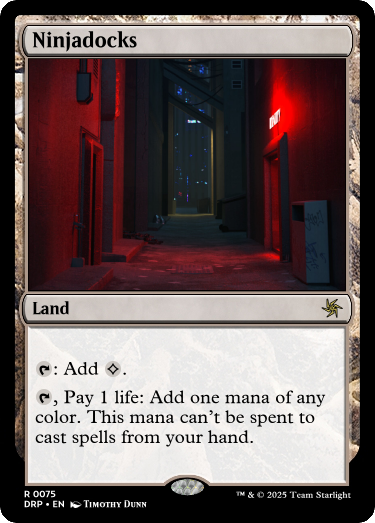 Ninjadocks
Land
: Add .
, Pay 1 life: Add one mana of any
color. This mana can't be spent to
cast spells from your hand.
R 0075
DRP • EN Timothy Dunn
™ & © 2025 Team Starlight